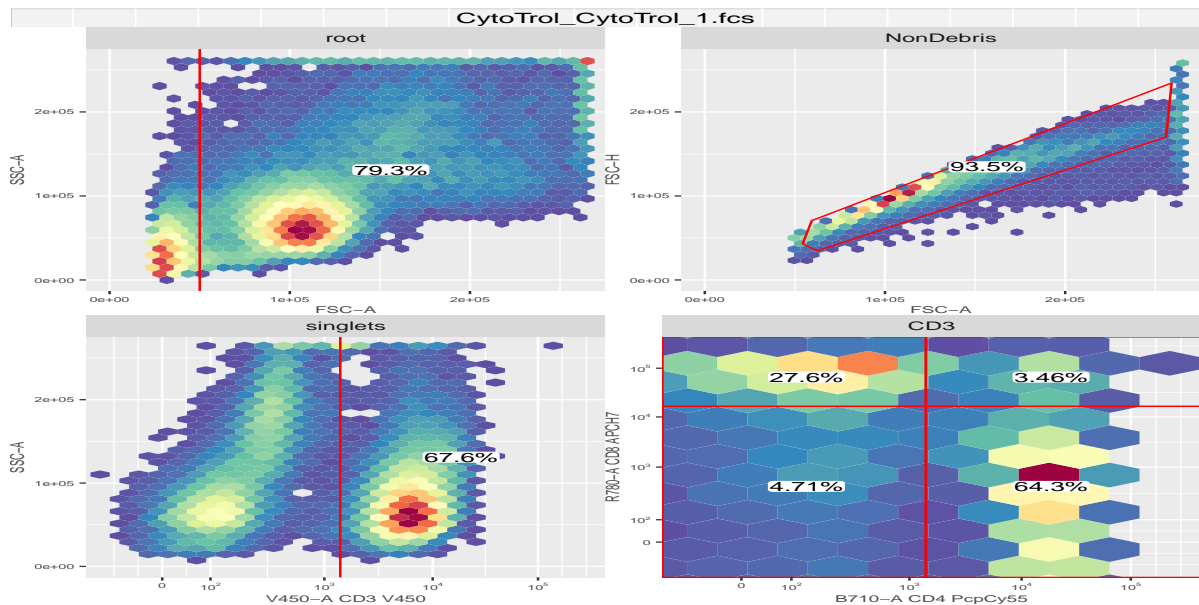 CytoTrol_CytoTrol_1.fcs
root
NonDebris
2e+05
1e+05
0e+00
SSC−A
79.3%
0e+00
1e+05
2e+05
FSC−A
2e+05
1e+05
0e+00
FSC−H
93.5%
0e+00
1e+05
2e+05
FSC−A
singlets
CD3
2e+05
1e+05
0e+00
SSC−A
67.6%
0
10²
10³
10⁴
10⁵
V450−A CD3 V450
10⁵
10⁴
10³
10²
0
R780−A CD8 APCH7
27.6%
3.46%
4.71%
64.3%
0
10²
10³
10⁴
10⁵
B710−A CD4 PcpCy55